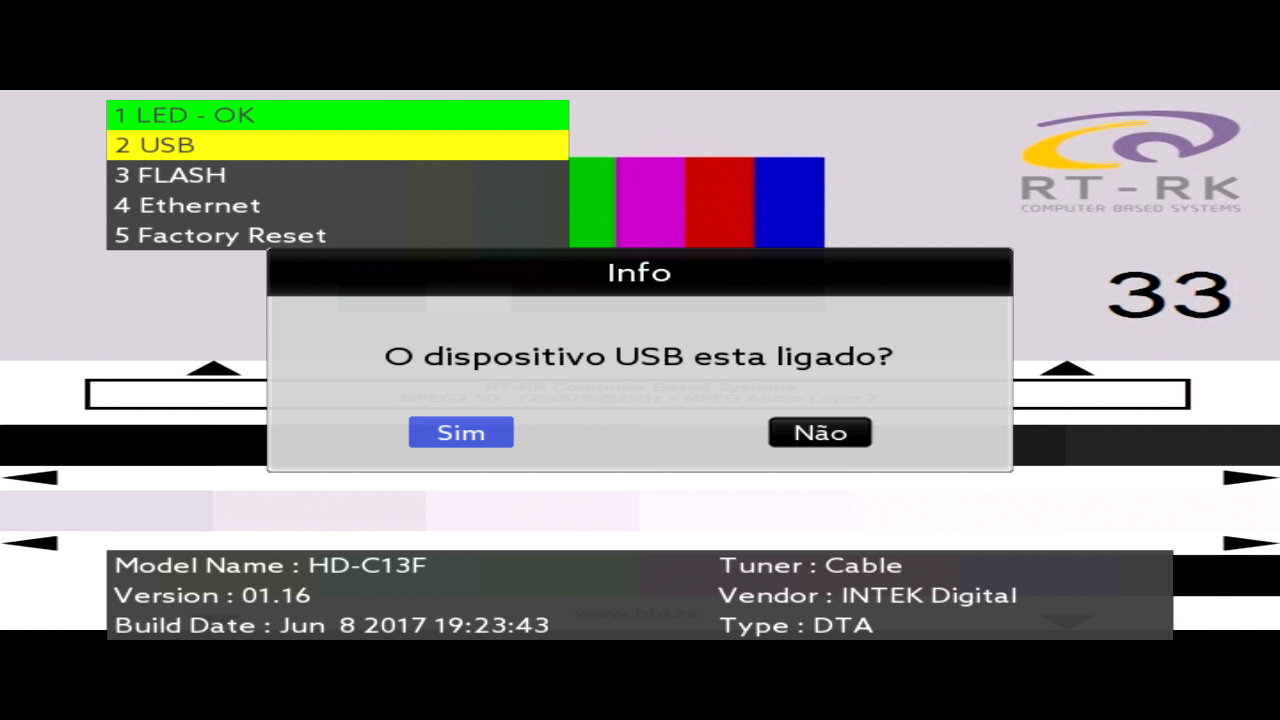 1 LED - OK
2 USB
3 FLASH
4 Ethernet
5 Factory Reset
RT-RK
COMPUTER BASED SYSTEMS
33
Info
O dispositivo USB esta ligado?
RT-RK Computer Based Systems
MPEG2 SD - 720x576i@25Hz + MPEG Audio Layer 2
Sim
Não
Model Name : HD-C13F
Tuner : Cable
Version : 01.16
Vendor : INTEK Digital
www.bbt.rs
Build Date : Jun 8 2017 19:23:43
Type : DTA